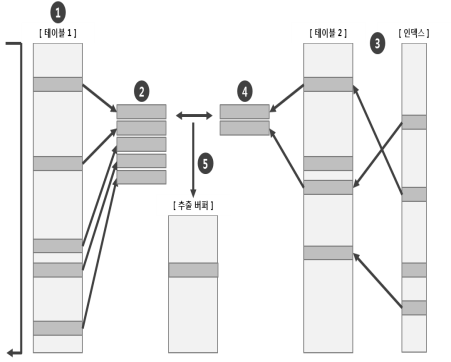 1
[ 테이블 1 ]
[ 테이블 2 ]
3
[ 인덱스 ]
2
4
5
[ 추출 버퍼 ]